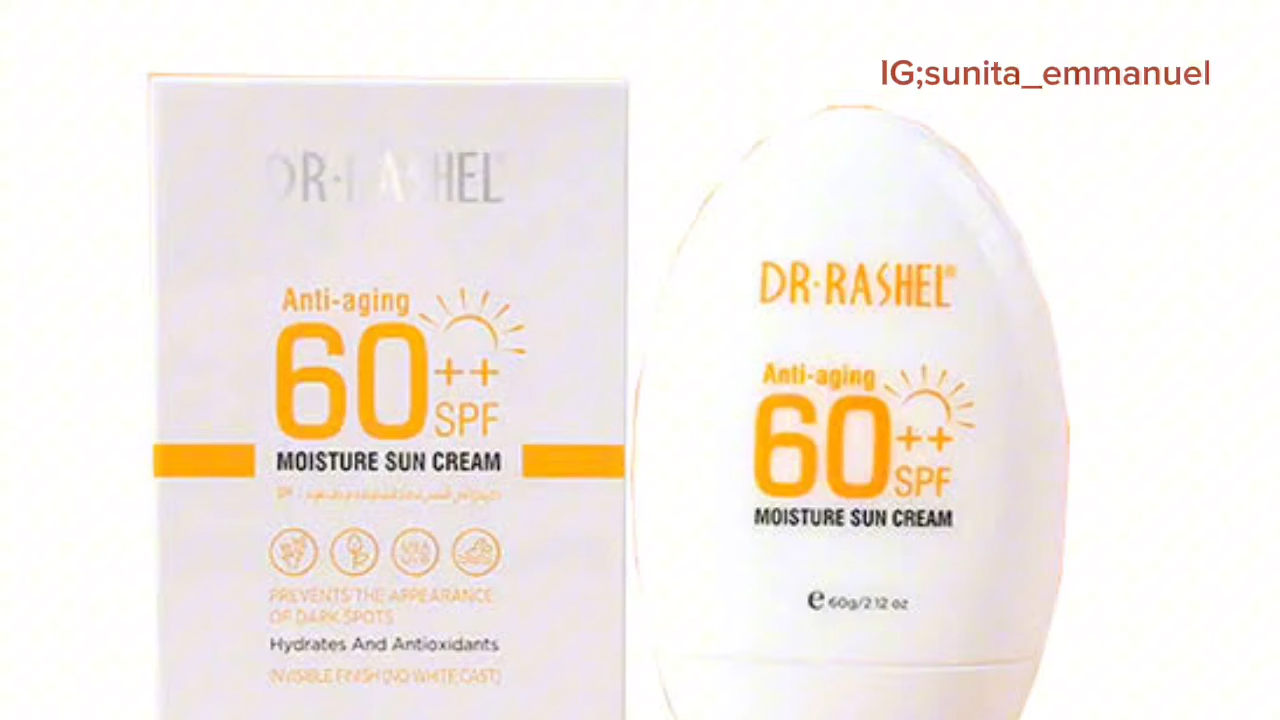 IG;sunita_emmanuel
DR·RASHEL
Anti-aging
60++
SPF
MOISTURE SUN CREAM
UVA
UVB
PREVENTS THE APPEARANCE
OF DARK SPOTS
Hydrates And Antioxidants
INVISIBLE FINISH (NO WHITE CAST)
DR·RASHEL®
Anti-aging
60++
SPF
MOISTURE SUN CREAM
e 60g/2.12 oz